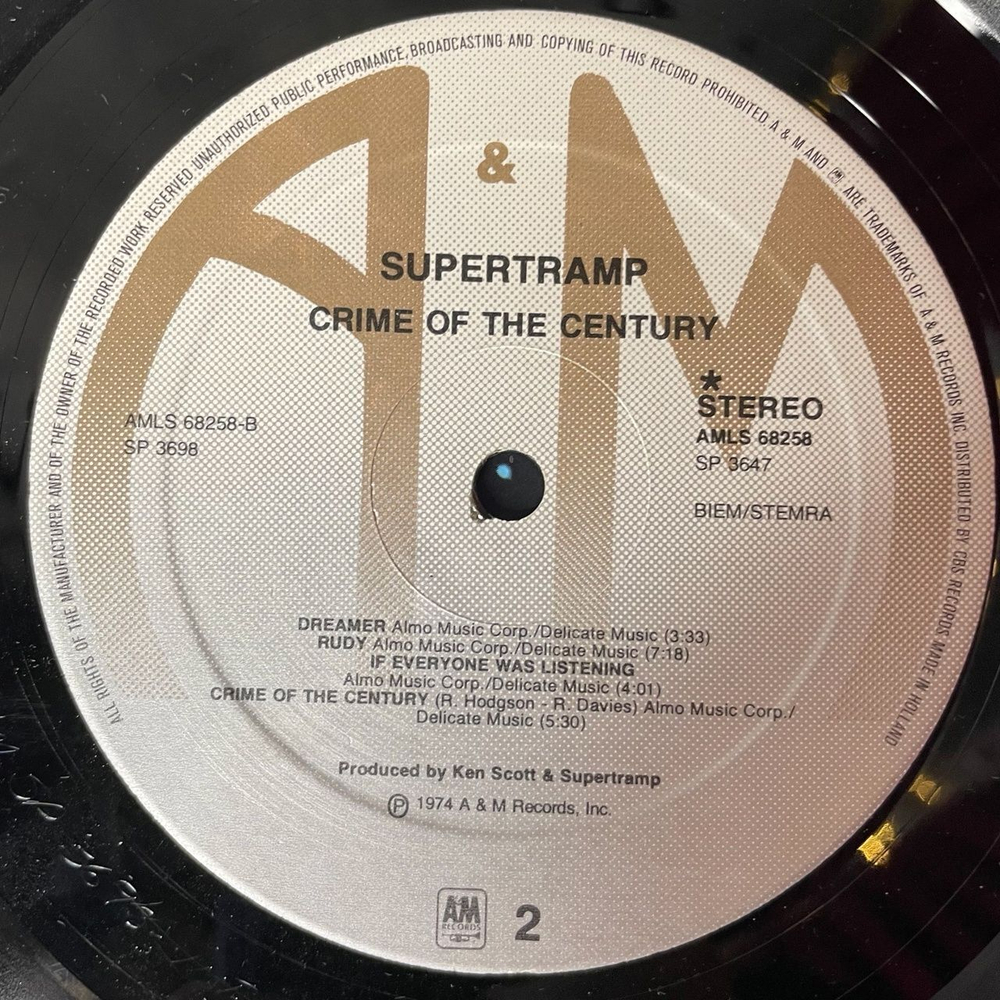 ALL RIGHTS OF THE MANUFACTURER AND OF THE OWNER OF THE RECORDED WORK RESERVED UNAUTHORIZED PUBLIC PERFORMANCE, BROADCASTING AND COPYING OF THIS RECORD PROHIBITED. A & M AND A&M ARE TRADEMARKS OF A & M RECORDS INC DISTRIBUTED BY CBS RECORDS MADE IN HOLLAND
A & M
SUPERTRAMP
CRIME OF THE CENTURY
*
STEREO
AMLS 68258-B
AMLS 68258
SP 3698
SP 3647
BIEM/STEMRA
DREAMER Almo Music Corp./Delicate Music (3:33)
RUDY Almo Music Corp./Delicate Music (7:18)
IF EVERYONE WAS LISTENING
Almo Music Corp./Delicate Music (4:01)
CRIME OF THE CENTURY (R. Hodgson - R. Davies) Almo Music Corp./
Delicate Music (5:30)
Produced by Ken Scott & Supertramp
℗ 1974 A & M Records, Inc.
A&M RECORDS
2